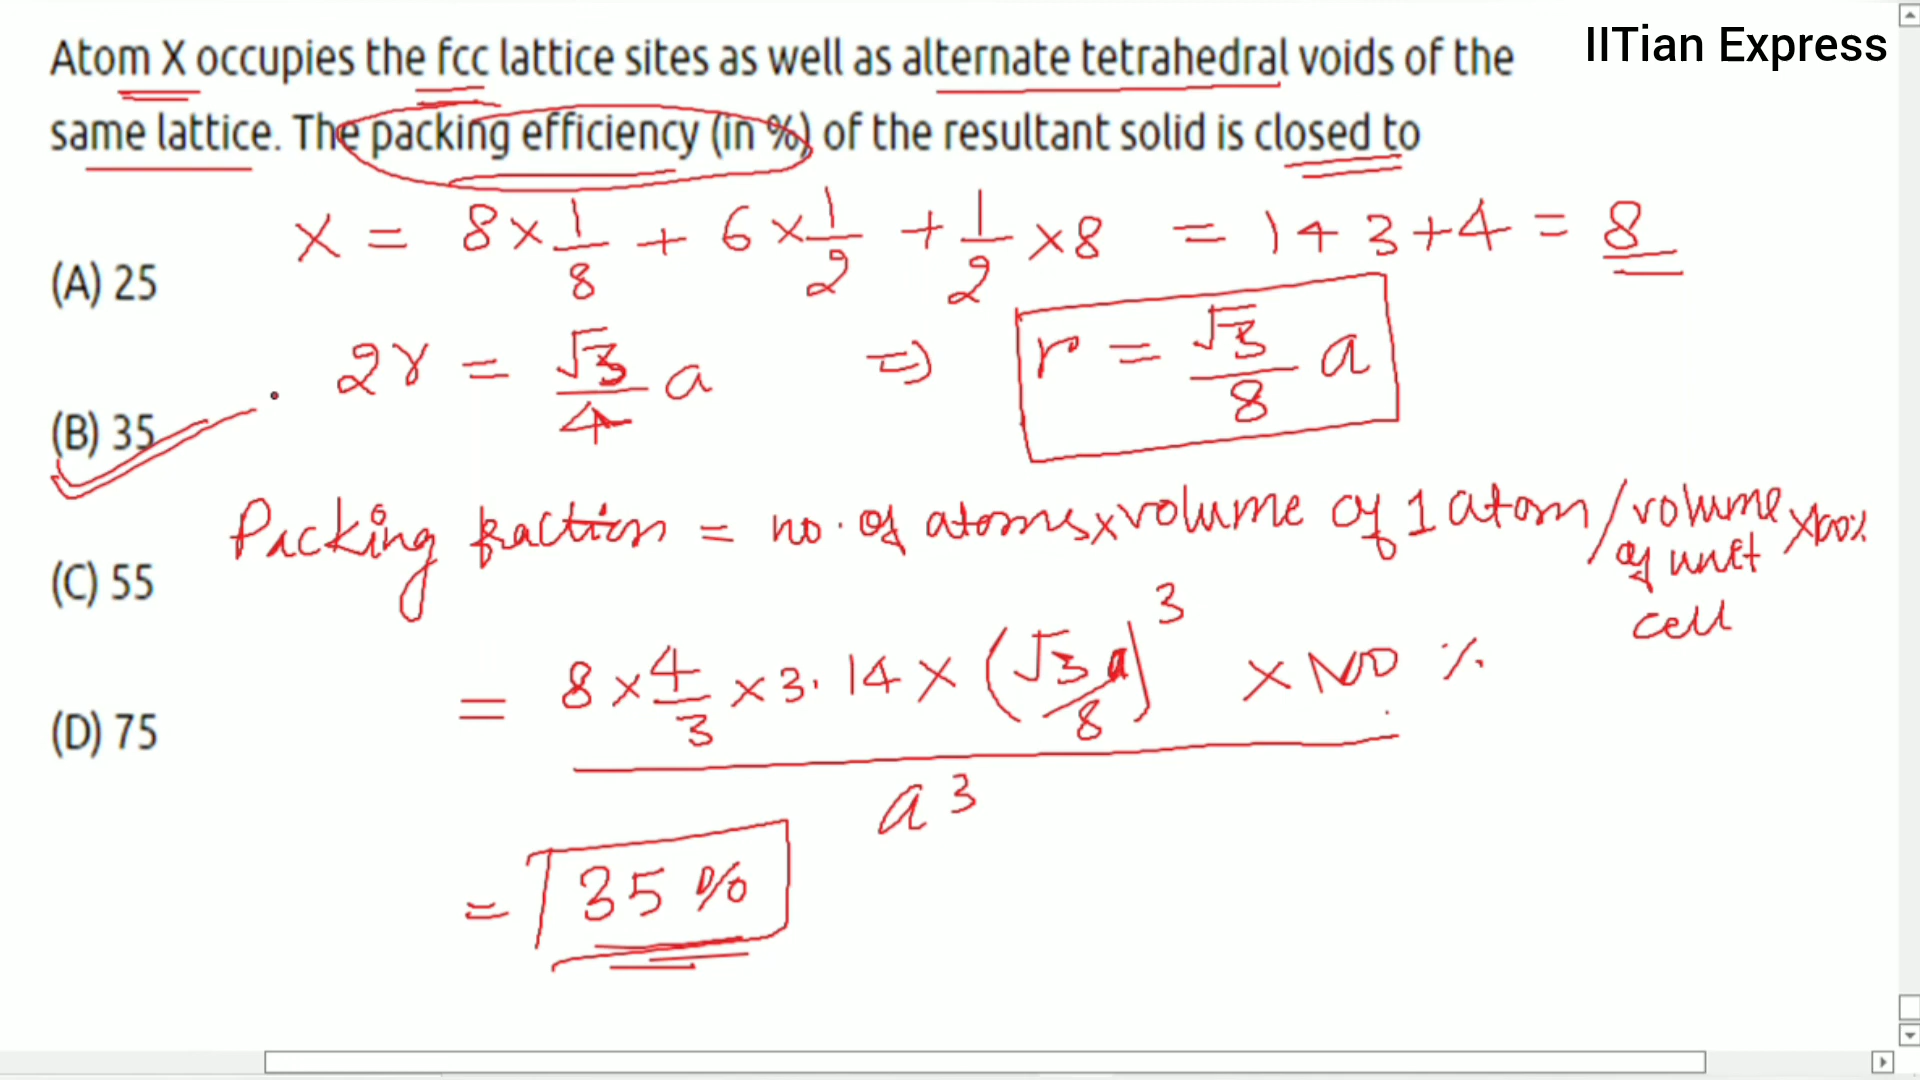 IITian Express
Atom X occupies the fcc lattice sites as well as alternate tetrahedral voids of the
same lattice. The packing efficiency (in %) of the resultant solid is closed to
X = 8 × 1/8 + 6 × 1/2 + 1/2 × 8 = 1 + 3 + 4 = 8
(A) 25
2r = √3/4 a ⇒ r = √3/8 a
(B) 35
Packing fraction = no. of atoms × volume of 1 atom / volume of unit cell × 100%
(C) 55
= 8 × 4/3 × 3.14 × (√3a/8)³ × 100 %
(D) 75
a³
= 35 %